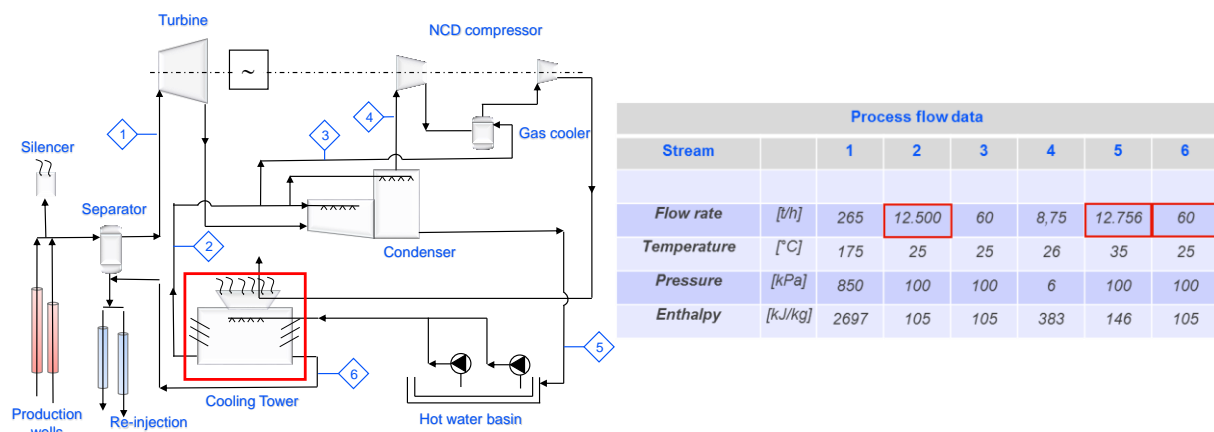 Turbine
NCD compressor
~
1
3
4
Gas cooler
Silencer
Separator
2
Condenser
5
6
Cooling Tower
Hot water basin
Production
wells
Re-injection
Process flow data
Stream 1 2 3 4 5 6
Flow rate [t/h] 265 12.500 60 8,75 12.756 60
Temperature [°C] 175 25 25 26 35 25
Pressure [kPa] 850 100 100 6 100 100
Enthalpy [kJ/kg] 2697 105 105 383 146 105